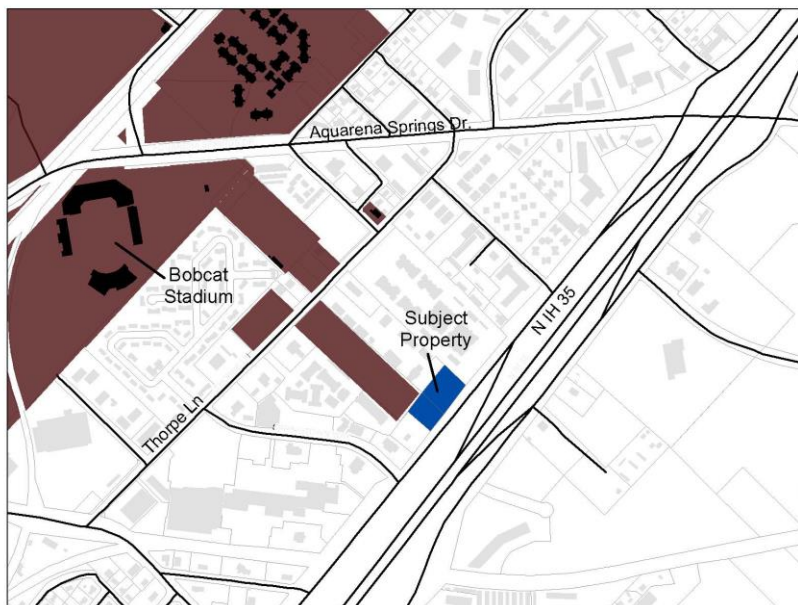 Aquarena Springs Dr.
Bobcat
Stadium
Subject
Property
N IH 35
Thorpe Ln